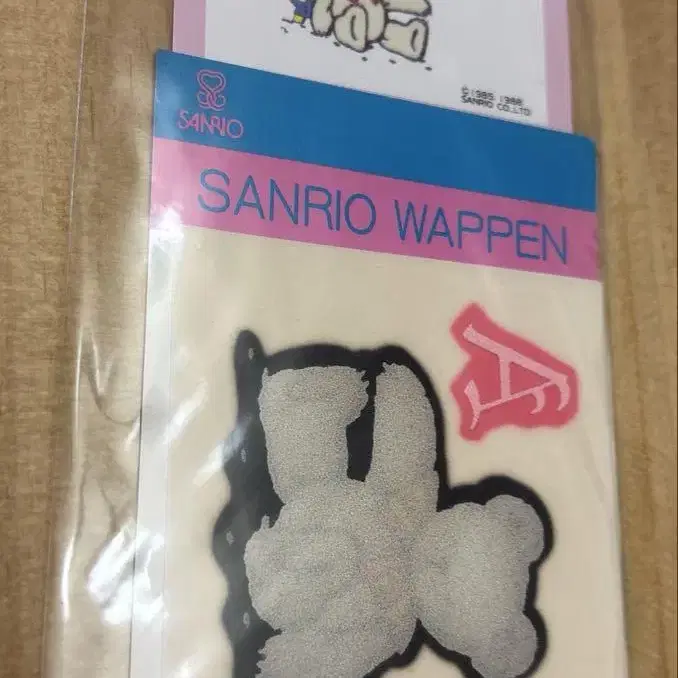 ©1985, 1988
SANRIO CO.,LTD.
SANRIO
SANRIO WAPPEN
A